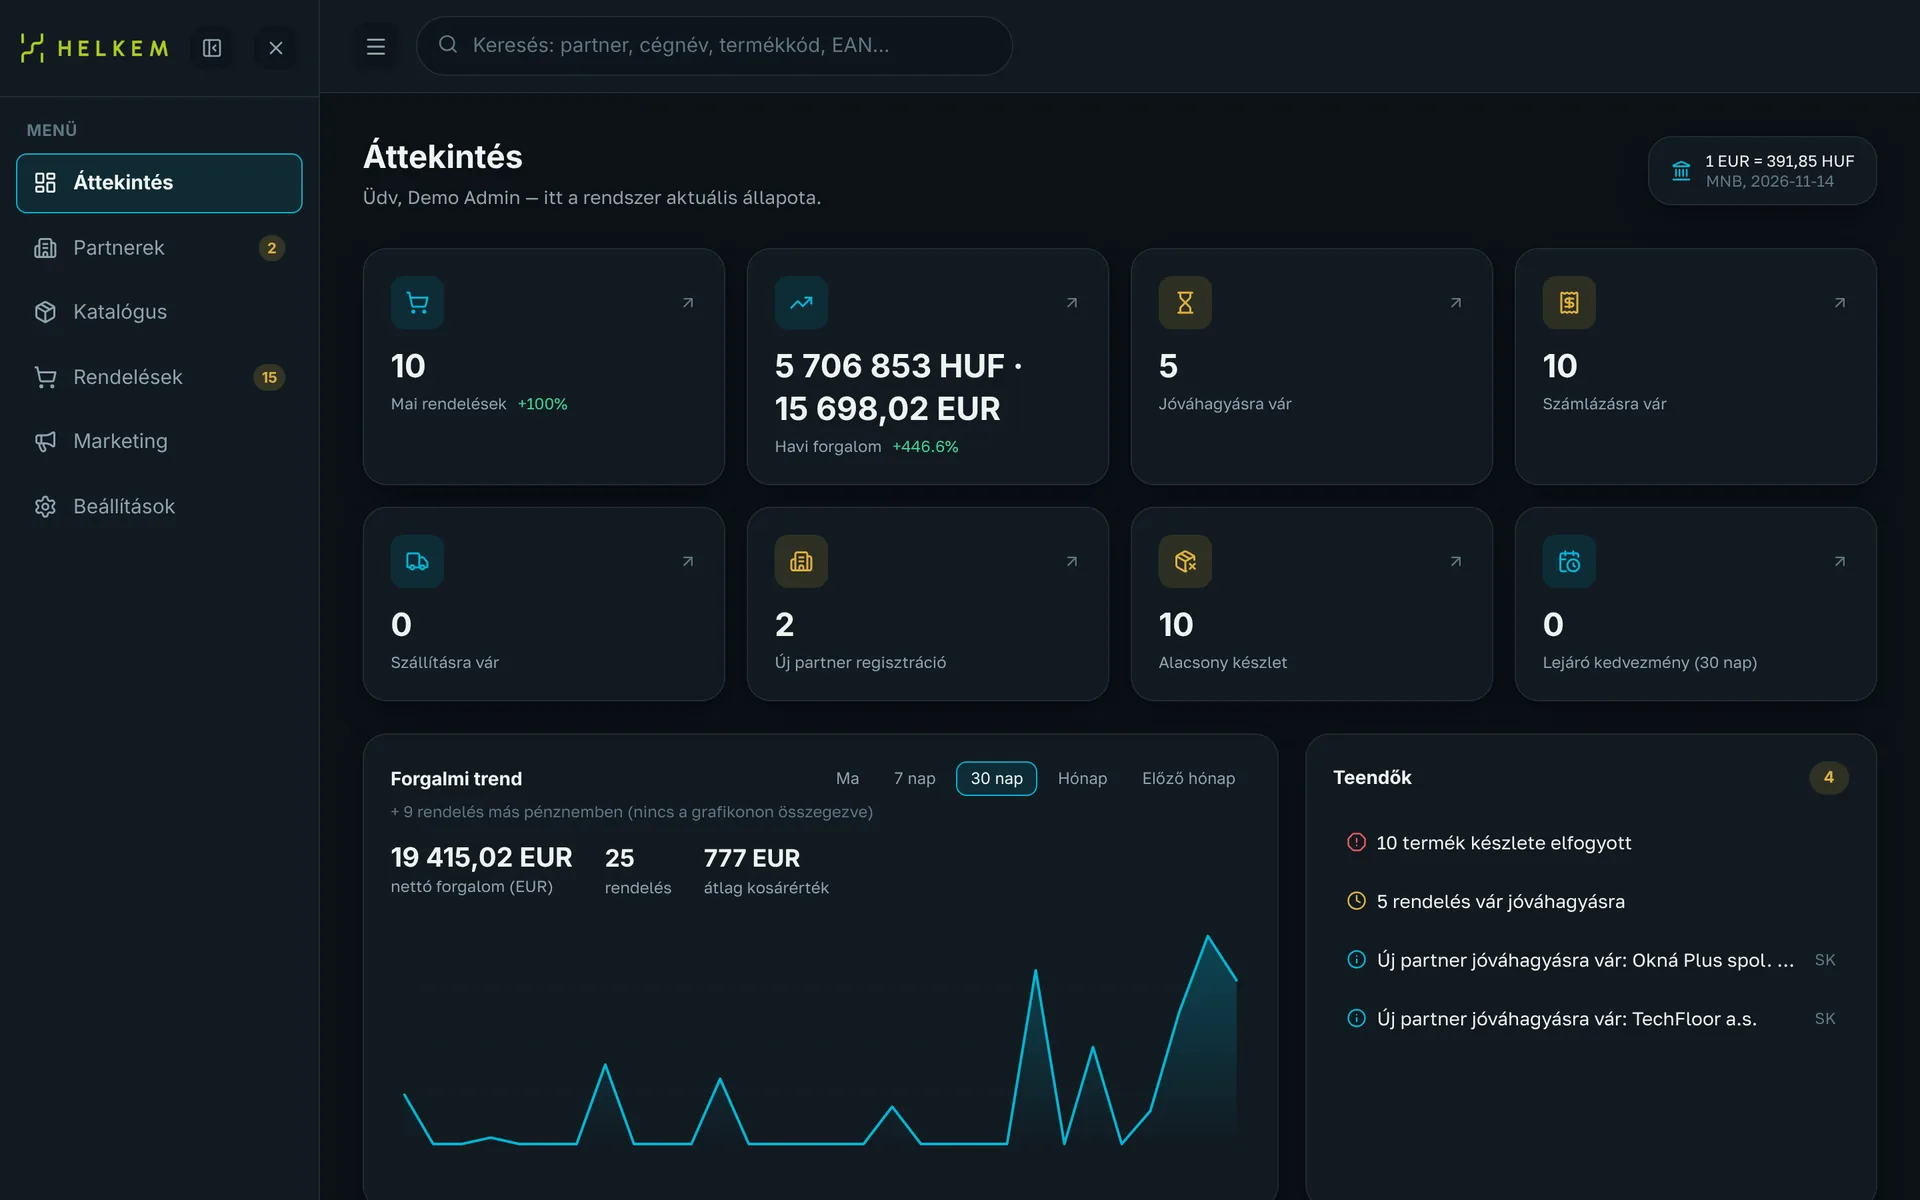 HELKEM
Keresés: partner, cégnév, termékkód, EAN...
MENÜ
Áttekintés
Partnerek 2
Katalógus
Rendelések 15
Marketing
Beállítások
Áttekintés
Üdv, Demo Admin — itt a rendszer aktuális állapota.
1 EUR = 391,85 HUF
MNB, 2026-11-14
10
Mai rendelések +100%
5 706 853 HUF ·
15 698,02 EUR
Havi forgalom +446.6%
5
Jóváhagyásra vár
10
Számlázásra vár
0
Szállításra vár
2
Új partner regisztráció
10
Alacsony készlet
0
Lejáró kedvezmény (30 nap)
Forgalmi trend
Ma 7 nap 30 nap Hónap Előző hónap
+ 9 rendelés más pénznemben (nincs a grafikonon összegezve)
19 415,02 EUR
nettó forgalom (EUR)
25
rendelés
777 EUR
átlag kosárérték
Teendők 4
10 termék készlete elfogyott
5 rendelés vár jóváhagyásra
Új partner jóváhagyásra vár: Okná Plus spol. ... SK
Új partner jóváhagyásra vár: TechFloor a.s. SK